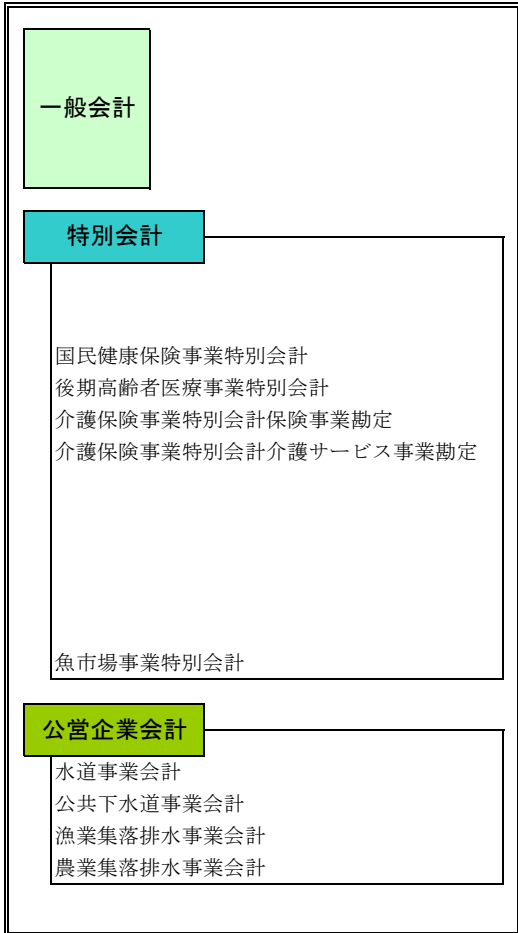 一般会計
特別会計
国民健康保険事業特別会計
後期高齢者医療事業特別会計
介護保険事業特別会計保険事業勘定
介護保険事業特別会計介護サービス事業勘定
魚市場事業特別会計
公営企業会計
水道事業会計
公共下水道事業会計
漁業集落排水事業会計
農業集落排水事業会計